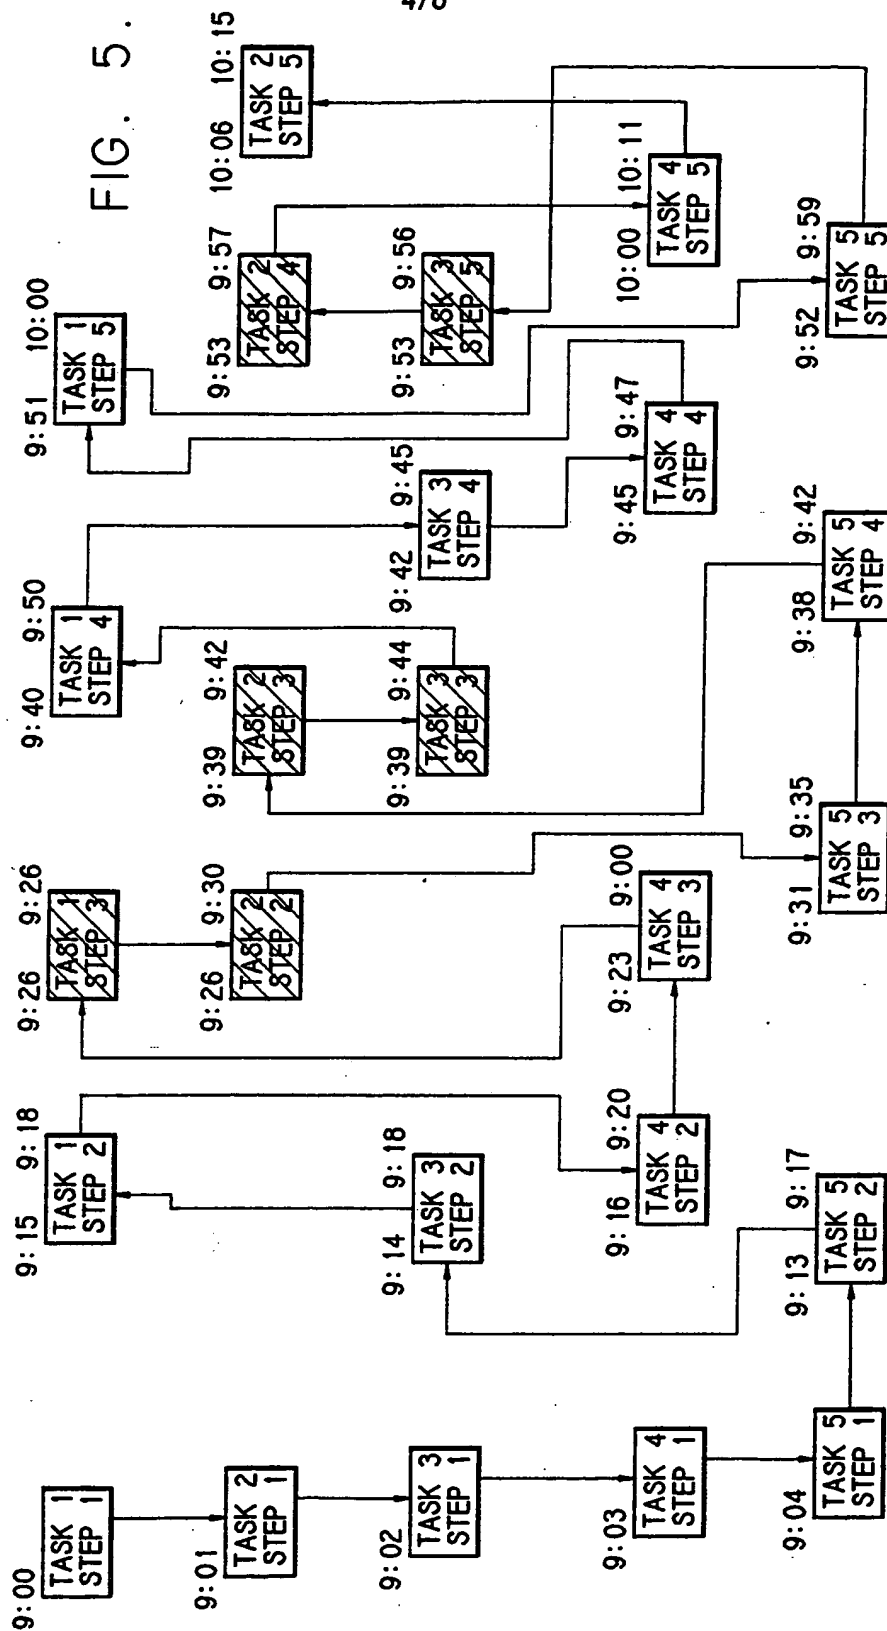 FIG. 5.
9:00
TASK 1
STEP 1
9:15 9:18
TASK 1
STEP 2
9:26 9:26
TASK 1
STEP 3
9:40 9:50
TASK 1
STEP 4
9:51 10:00
TASK 1
STEP 5
9:01
TASK 2
STEP 1
9:26 9:30
TASK 2
STEP 2
9:39 9:42
TASK 2
STEP 3
9:53 9:57
TASK 2
STEP 4
10:06 10:15
TASK 2
STEP 5
9:02
TASK 3
STEP 1
9:14 9:18
TASK 3
STEP 2
9:39 9:44
TASK 3
STEP 3
9:42 9:45
TASK 3
STEP 4
9:53 9:56
TASK 3
STEP 5
9:03
TASK 4
STEP 1
9:16 9:20
TASK 4
STEP 2
9:23 9:00
TASK 4
STEP 3
9:45 9:47
TASK 4
STEP 4
10:00 10:11
TASK 4
STEP 5
9:04
TASK 5
STEP 1
9:13 9:17
TASK 5
STEP 2
9:31 9:35
TASK 5
STEP 3
9:38 9:42
TASK 5
STEP 4
9:52 9:59
TASK 5
STEP 5